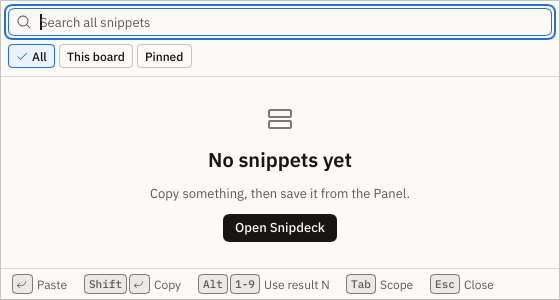 Search all snippets
All This board Pinned
No snippets yet
Copy something, then save it from the Panel.
Open Snipdeck
↵ Paste Shift ↵ Copy Alt 1-9 Use result N Tab Scope Esc Close